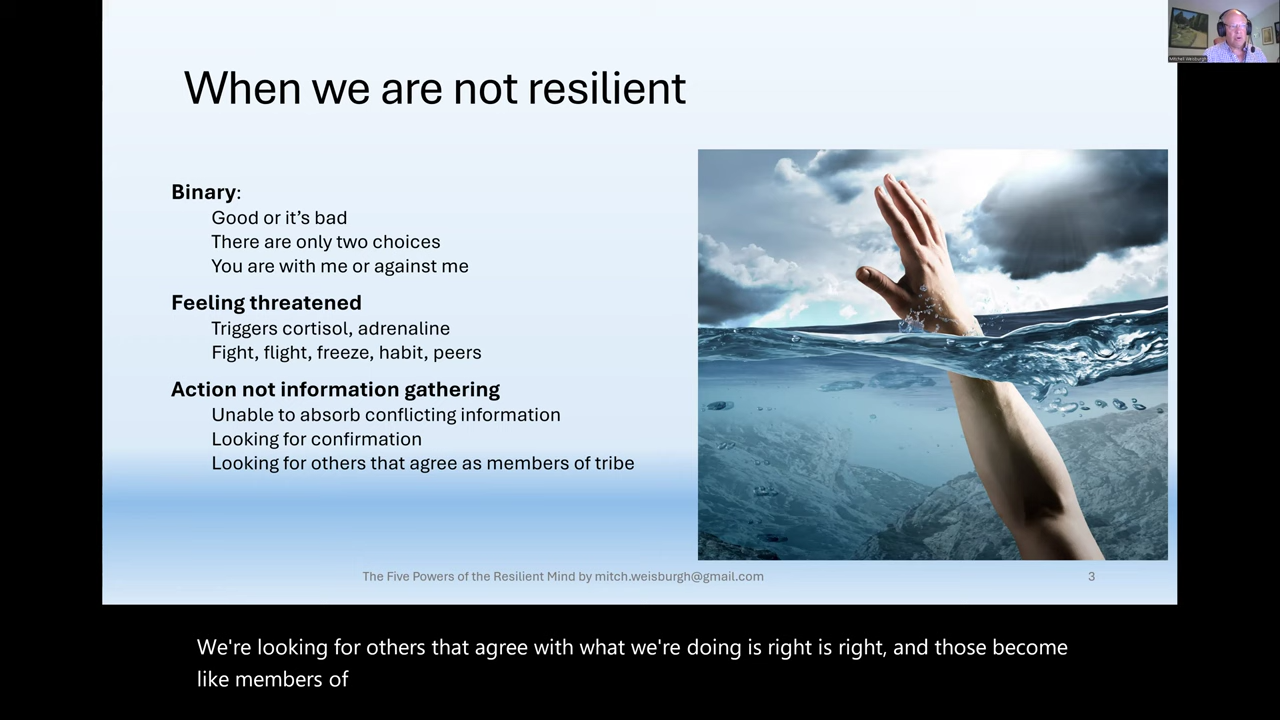 Mitchell Weisburgh
When we are not resilient
Binary:
Good or it’s bad
There are only two choices
You are with me or against me
Feeling threatened
Triggers cortisol, adrenaline
Fight, flight, freeze, habit, peers
Action not information gathering
Unable to absorb conflicting information
Looking for confirmation
Looking for others that agree as members of tribe
The Five Powers of the Resilient Mind by mitch.weisburgh@gmail.com
3
We're looking for others that agree with what we're doing is right is right, and those become
like members of